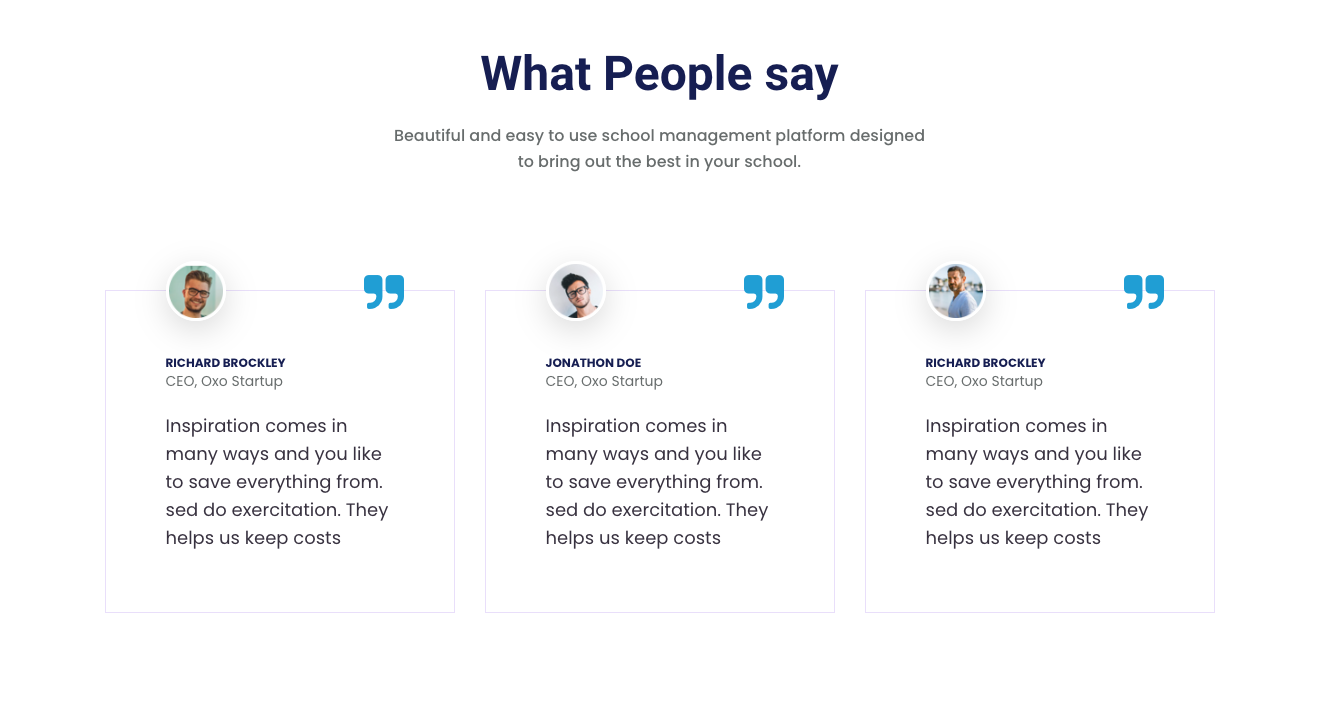 What People say
Beautiful and easy to use school management platform designed
to bring out the best in your school.
RICHARD BROCKLEY
CEO, Oxo Startup
Inspiration comes in
many ways and you like
to save everything from.
sed do exercitation. They
helps us keep costs
JONATHON DOE
CEO, Oxo Startup
Inspiration comes in
many ways and you like
to save everything from.
sed do exercitation. They
helps us keep costs
RICHARD BROCKLEY
CEO, Oxo Startup
Inspiration comes in
many ways and you like
to save everything from.
sed do exercitation. They
helps us keep costs